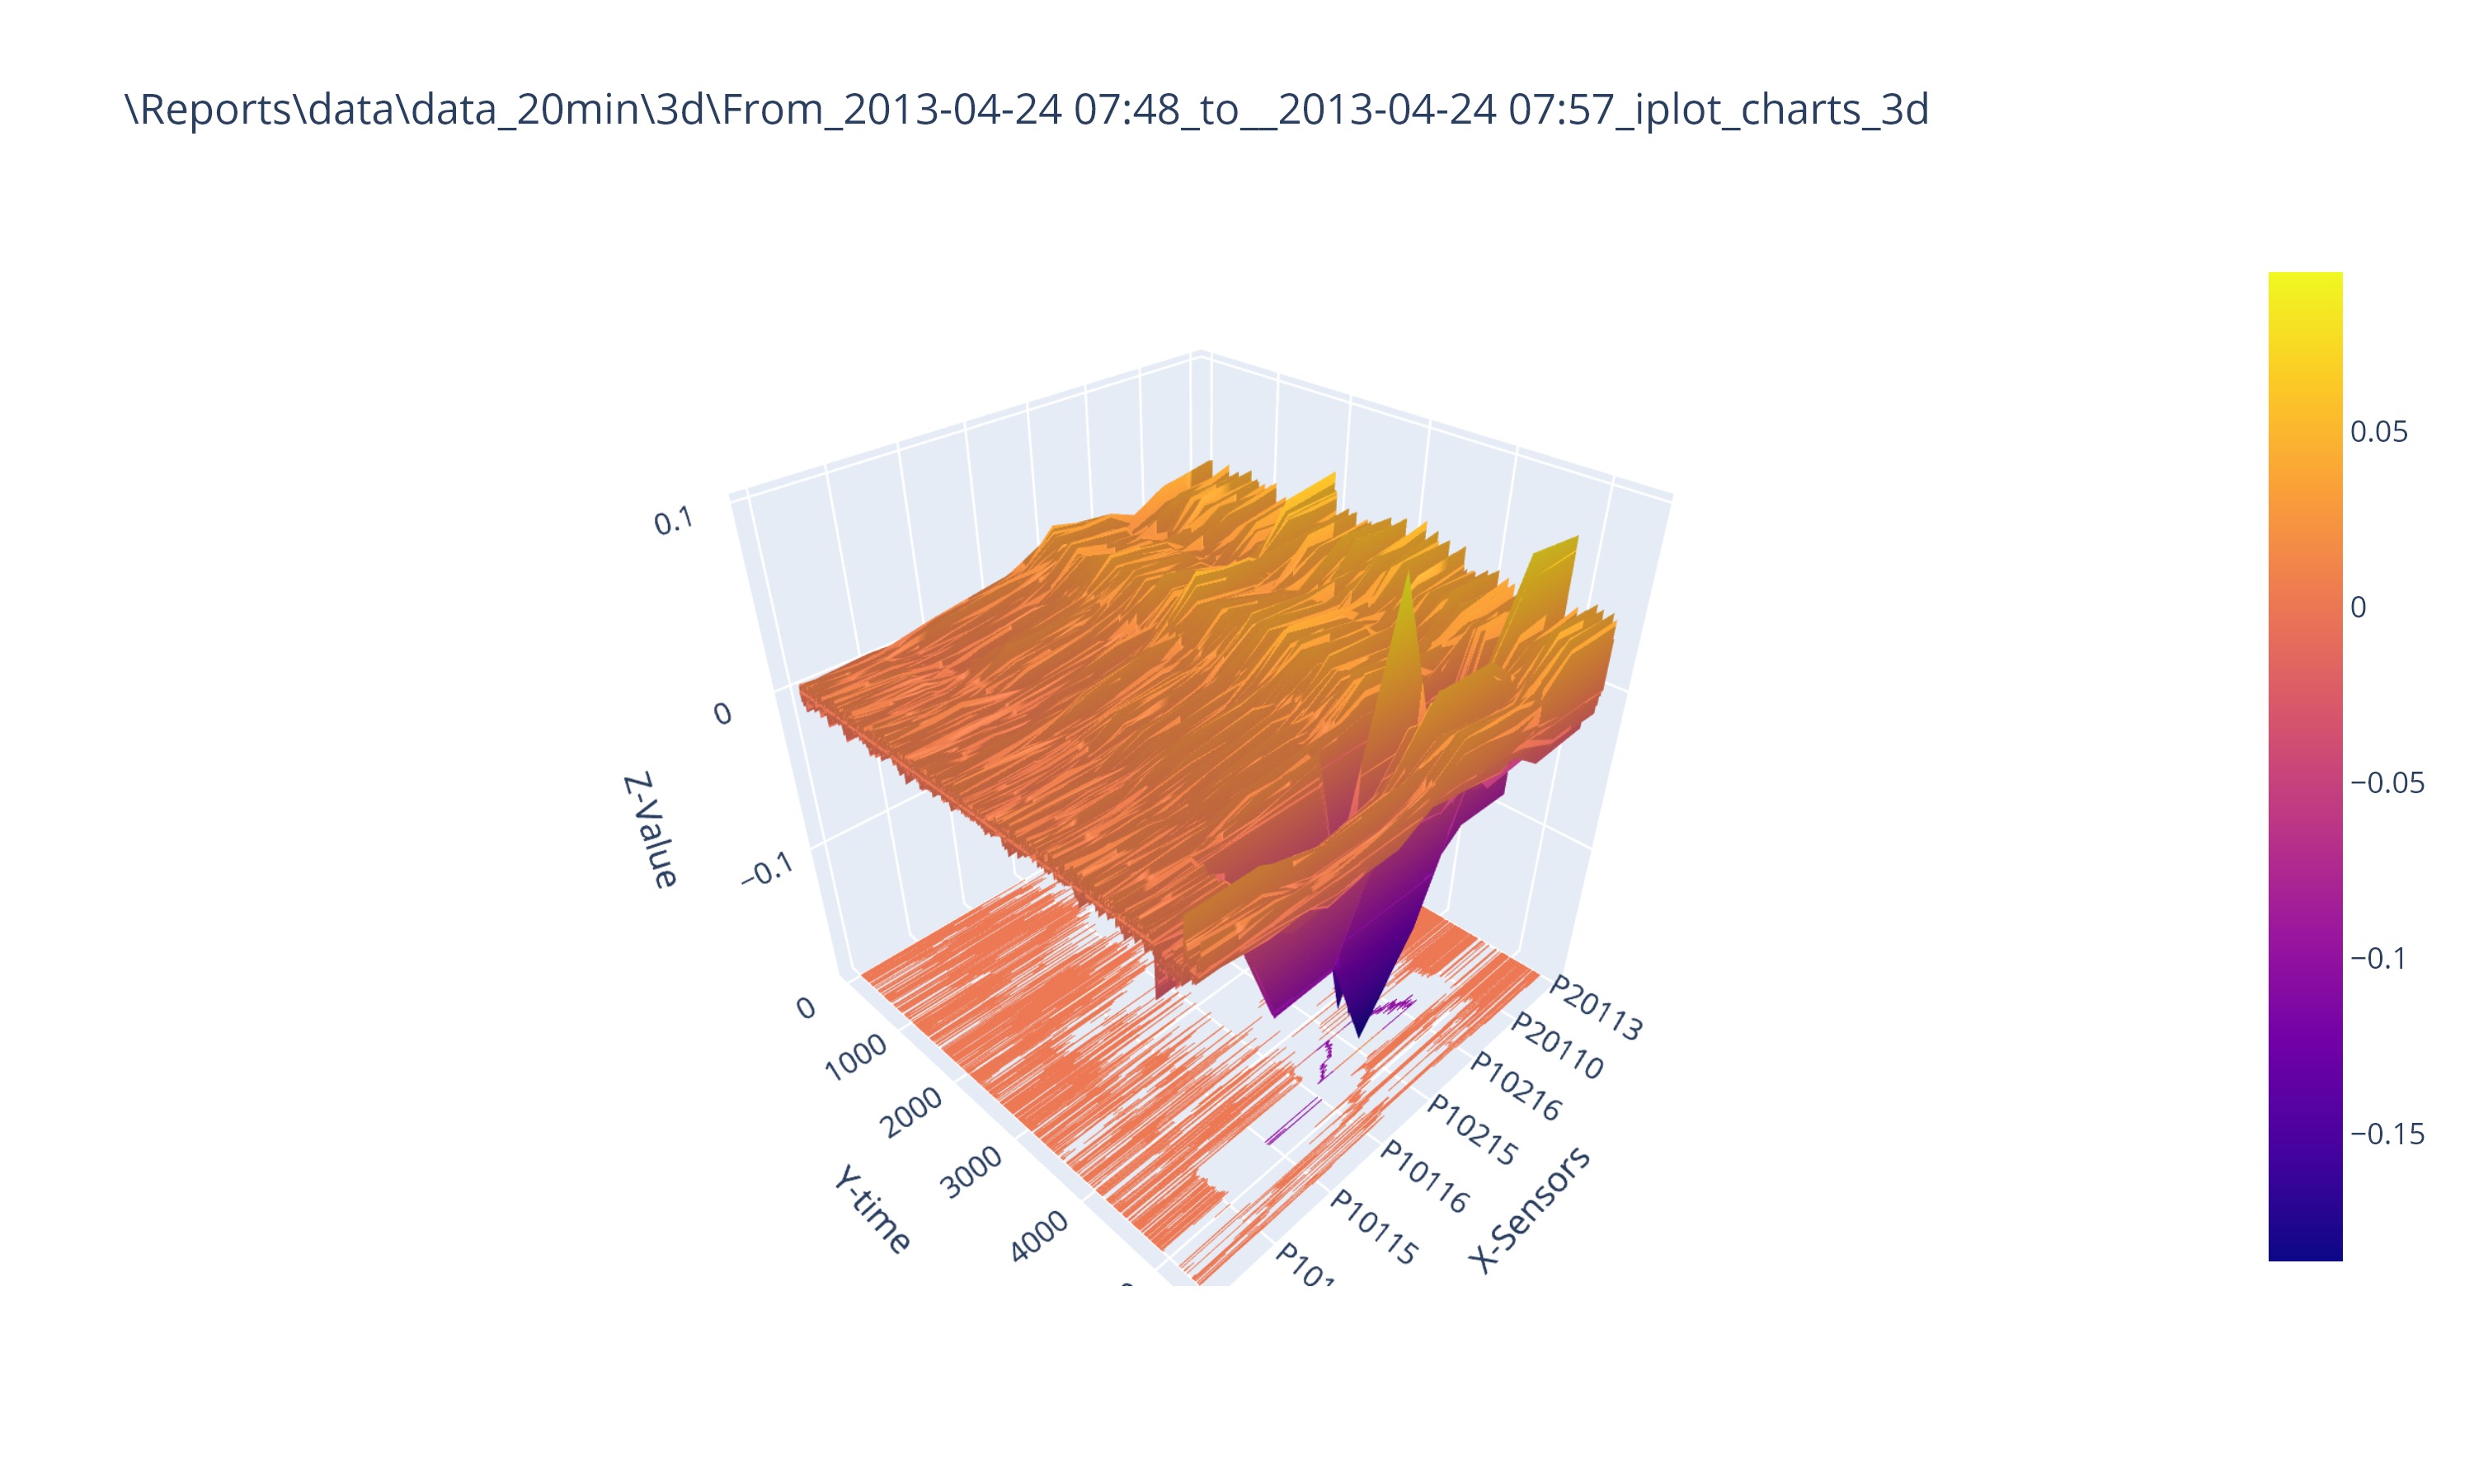 \Reports\data\data_20min\3d\From_2013-04-24 07:48_to__2013-04-24 07:57_iplot_charts_3d
0.1
0
−0.1
Z-Value
0
1000
2000
3000
4000
Y-time
P20113
P20110
P10216
P10215
P10116
P10115
X-Sensors
0.05
0
−0.05
−0.1
−0.15